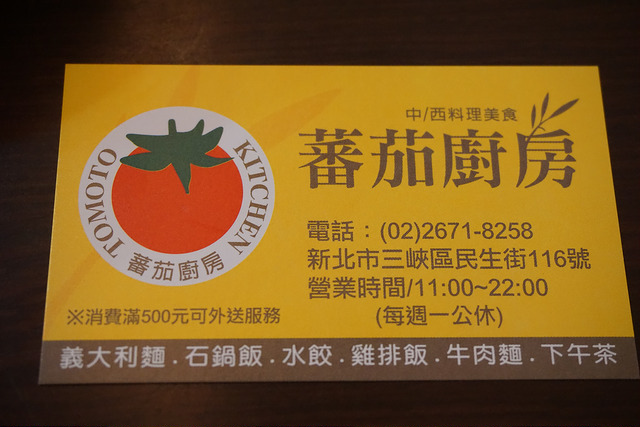 中/西料理美食
蕃茄廚房
TOMOTO KITCHEN
蕃茄廚房
電話：(02)2671-8258
新北市三峽區民生街116號
營業時間/11:00~22:00
(每週一公休)
※消費滿500元可外送服務
義大利麵.石鍋飯.水餃.雞排飯.牛肉麵.下午茶